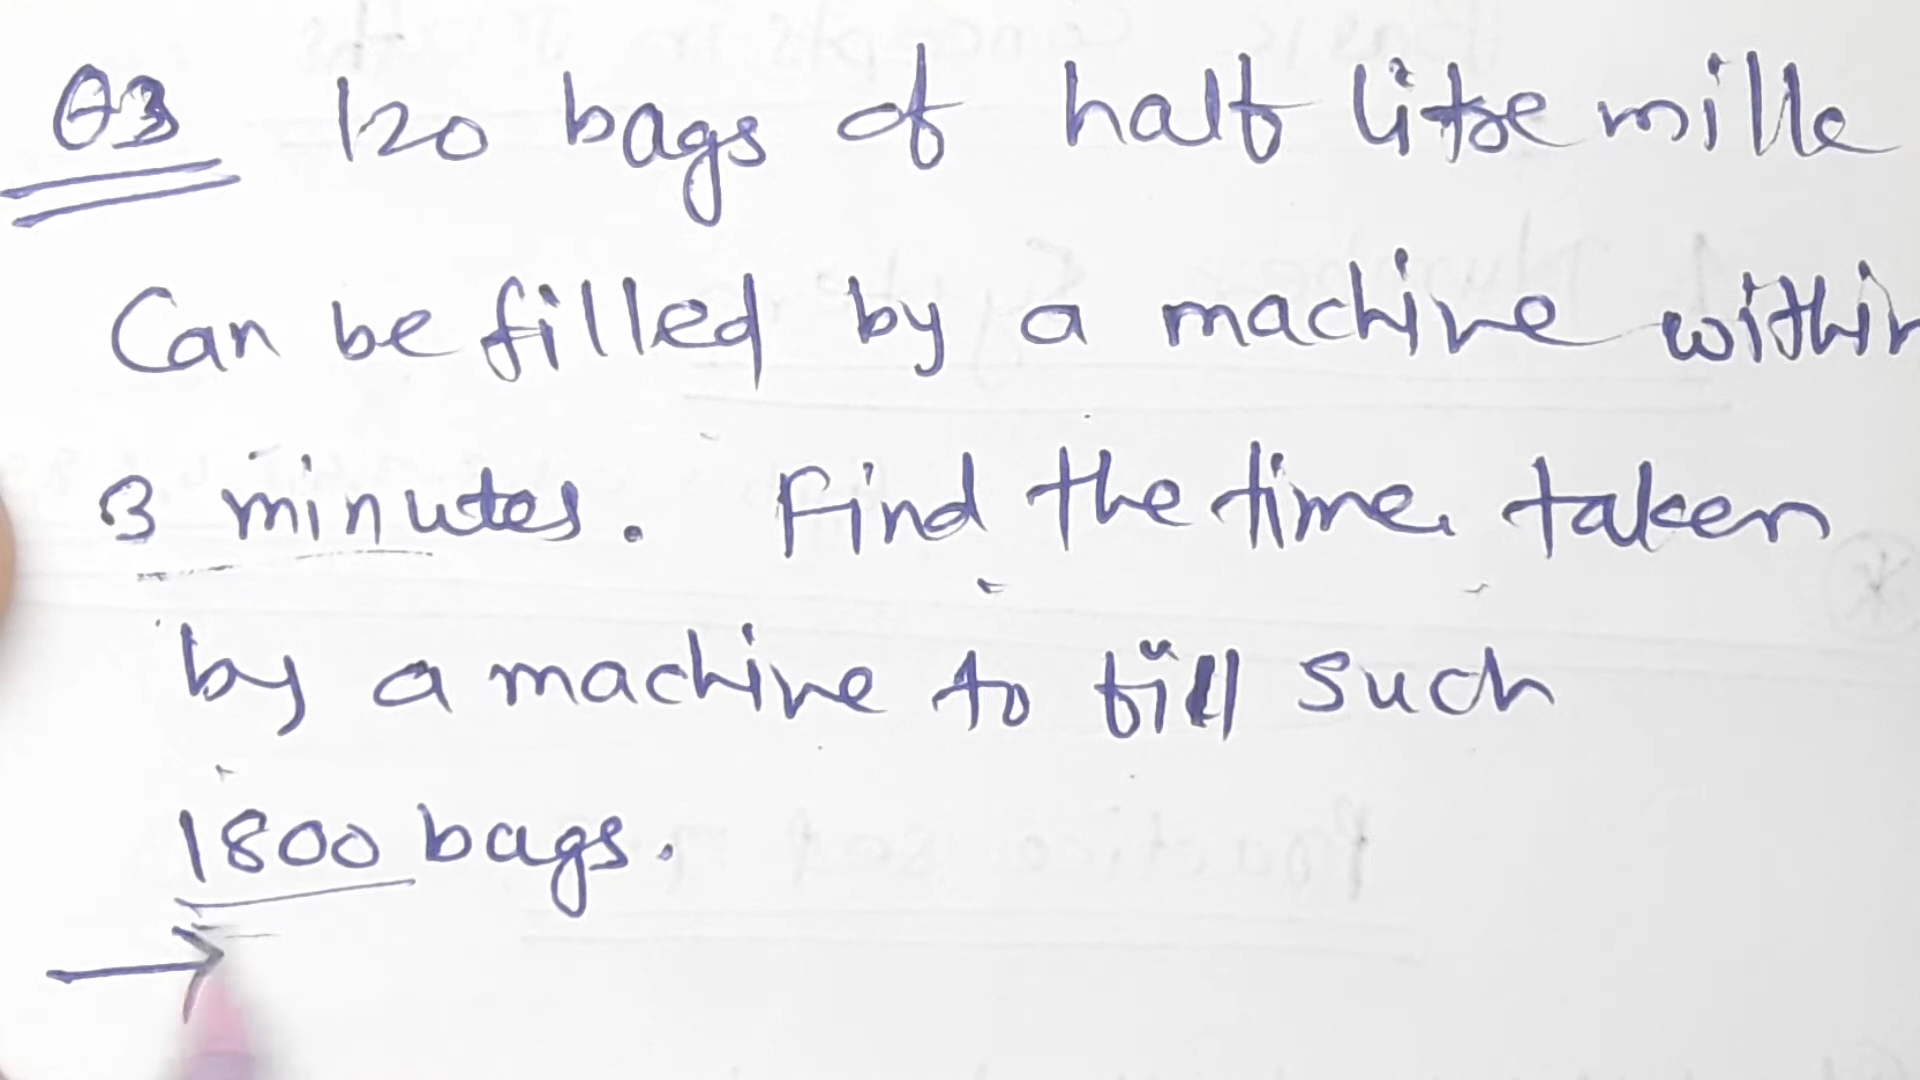 Q3 120 bags of half litre milk
Can be filled by a machine within
3 minutes. Find the time taken
by a machine to fill such
1800 bags.